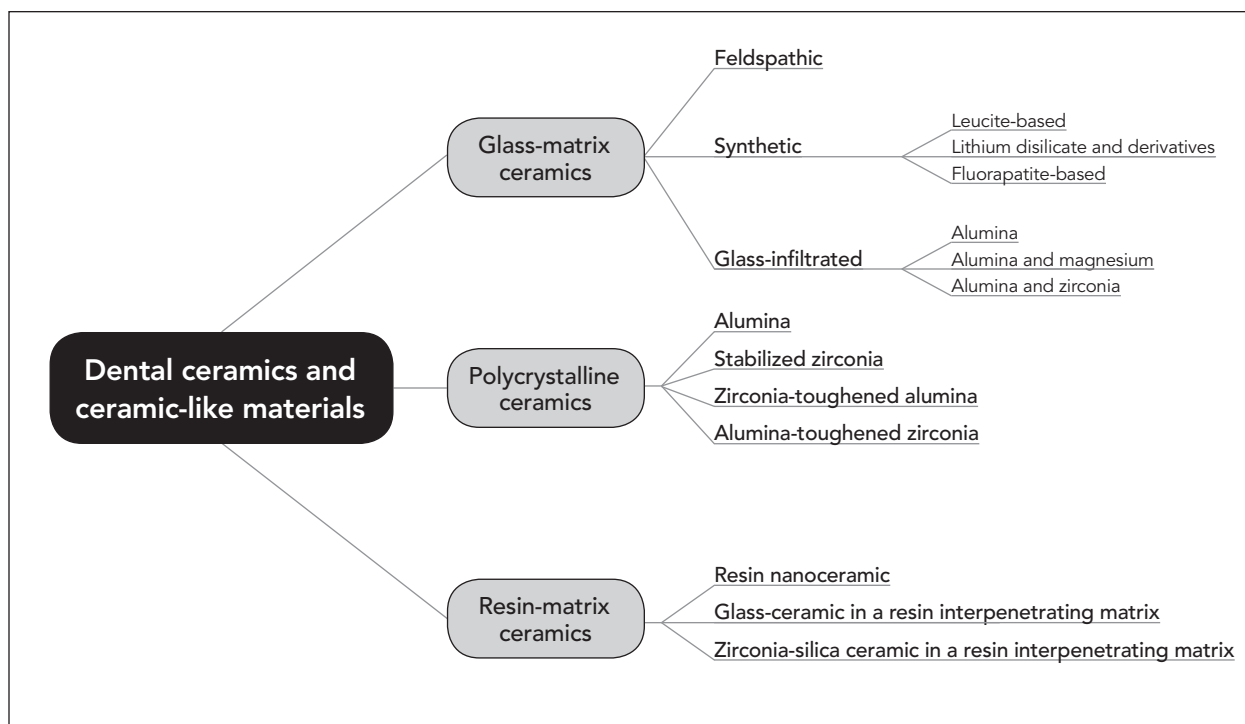 Dental ceramics and
ceramic-like materials
Glass-matrix
ceramics
Feldspathic
Synthetic
Leucite-based
Lithium disilicate and derivatives
Fluorapatite-based
Glass-infiltrated
Alumina
Alumina and magnesium
Alumina and zirconia
Polycrystalline
ceramics
Alumina
Stabilized zirconia
Zirconia-toughened alumina
Alumina-toughened zirconia
Resin-matrix
ceramics
Resin nanoceramic
Glass-ceramic in a resin interpenetrating matrix
Zirconia-silica ceramic in a resin interpenetrating matrix